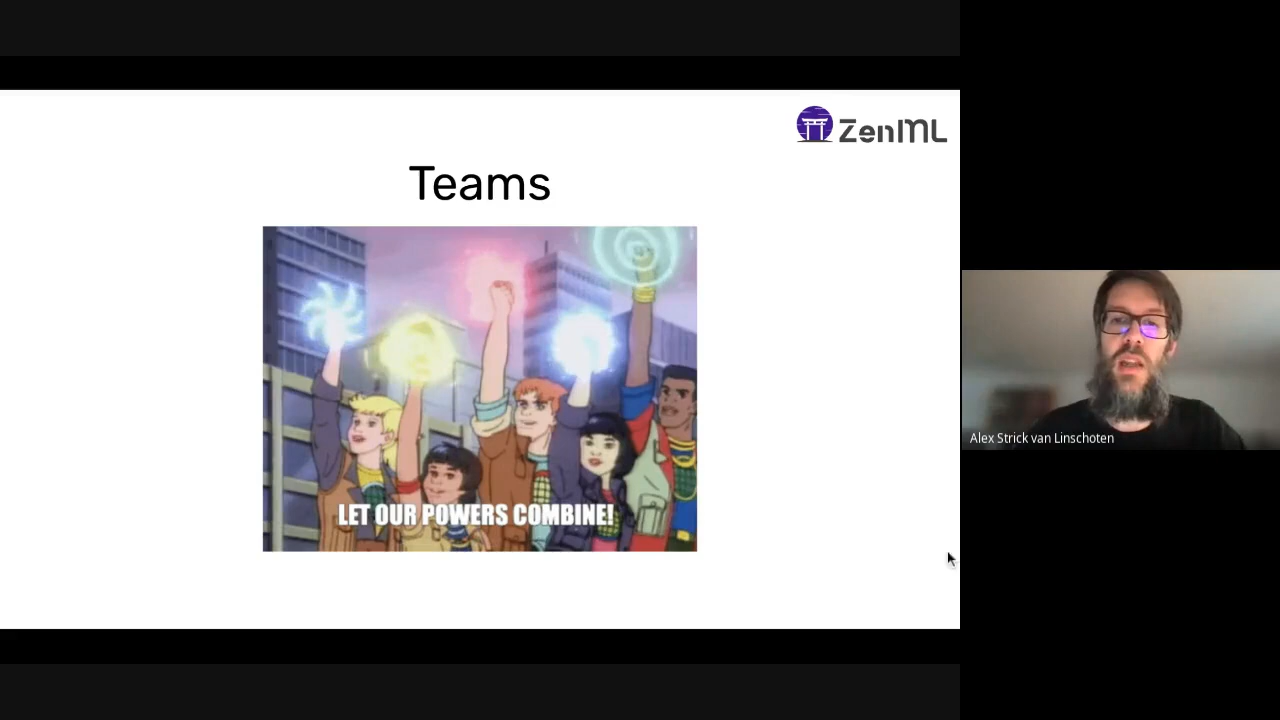 ZenML
Teams
LET OUR POWERS COMBINE!
Alex Strick van Linschoten